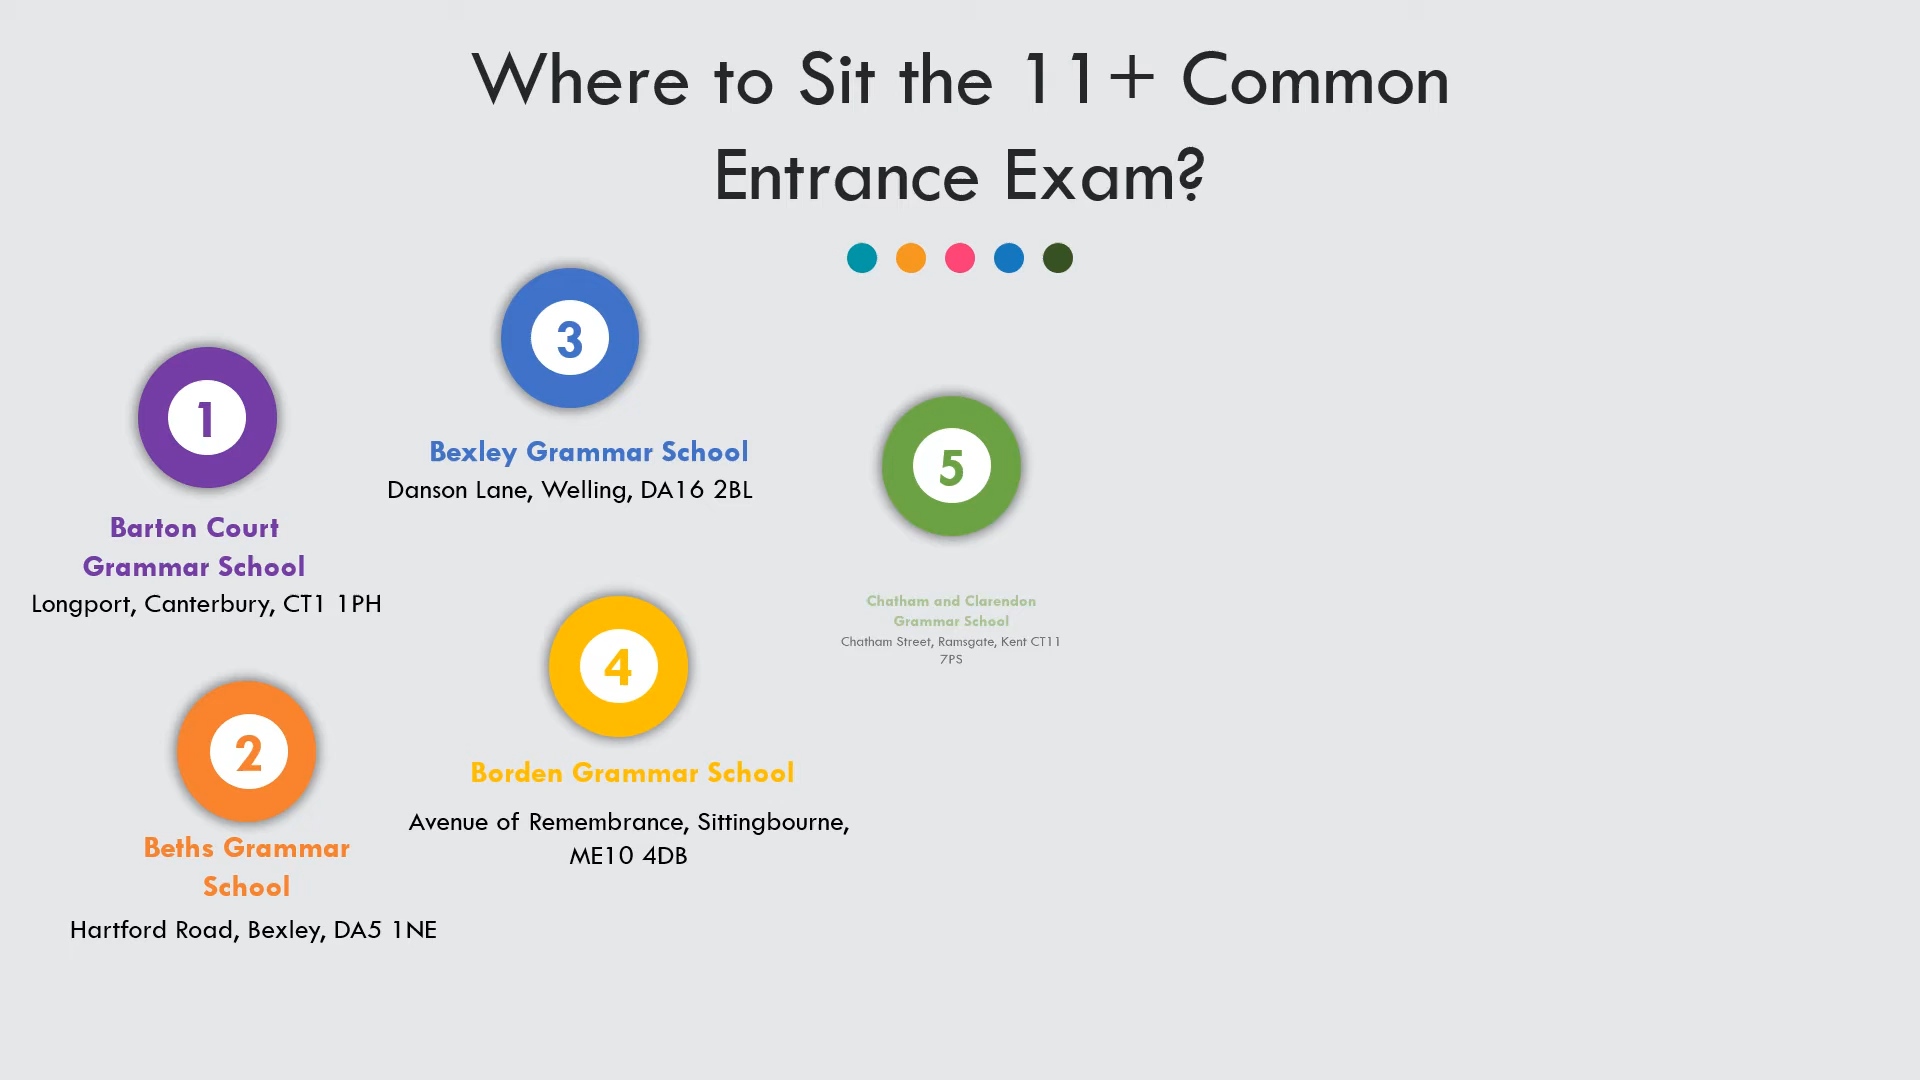 Where to Sit the 11+ Common
Entrance Exam?
1
Barton Court
Grammar School
Longport, Canterbury, CT1 1PH
2
Beths Grammar
School
Hartford Road, Bexley, DA5 1NE
3
Bexley Grammar School
Danson Lane, Welling, DA16 2BL
4
Borden Grammar School
Avenue of Remembrance, Sittingbourne,
ME10 4DB
5
Chatham and Clarendon
Grammar School
Chatham Street, Ramsgate, Kent CT11
7PS